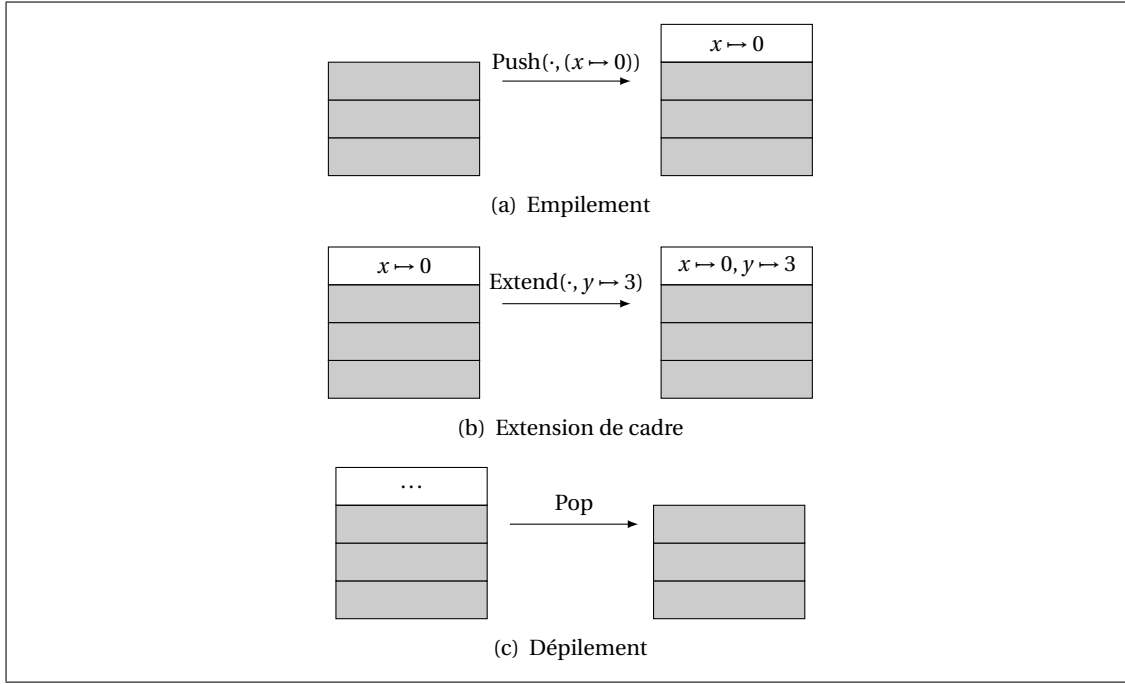 x ↦ 0
Push(·, (x ↦ 0))
(a) Empilement
x ↦ 0
Extend(·, y ↦ 3)
x ↦ 0, y ↦ 3
(b) Extension de cadre
···
Pop
(c) Dépilement